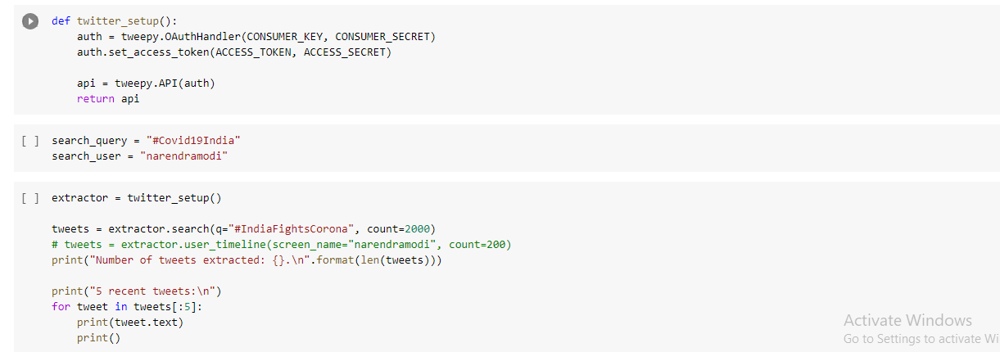 def twitter_setup():
    auth = tweepy.OAuthHandler(CONSUMER_KEY, CONSUMER_SECRET)
    auth.set_access_token(ACCESS_TOKEN, ACCESS_SECRET)
    api = tweepy.API(auth)
    return api
[ ] search_query = "#Covid19India"
    search_user = "narendramodi"
[ ] extractor = twitter_setup()
    tweets = extractor.search(q="#IndiaFightsCorona", count=2000)
    # tweets = extractor.user_timeline(screen_name="narendramodi", count=200)
    print("Number of tweets extracted: {}.\n".format(len(tweets)))
    print("5 recent tweets:\n")
    for tweet in tweets[:5]:
        print(tweet.text)
        print()
Activate Windows
Go to Settings to activate Wi